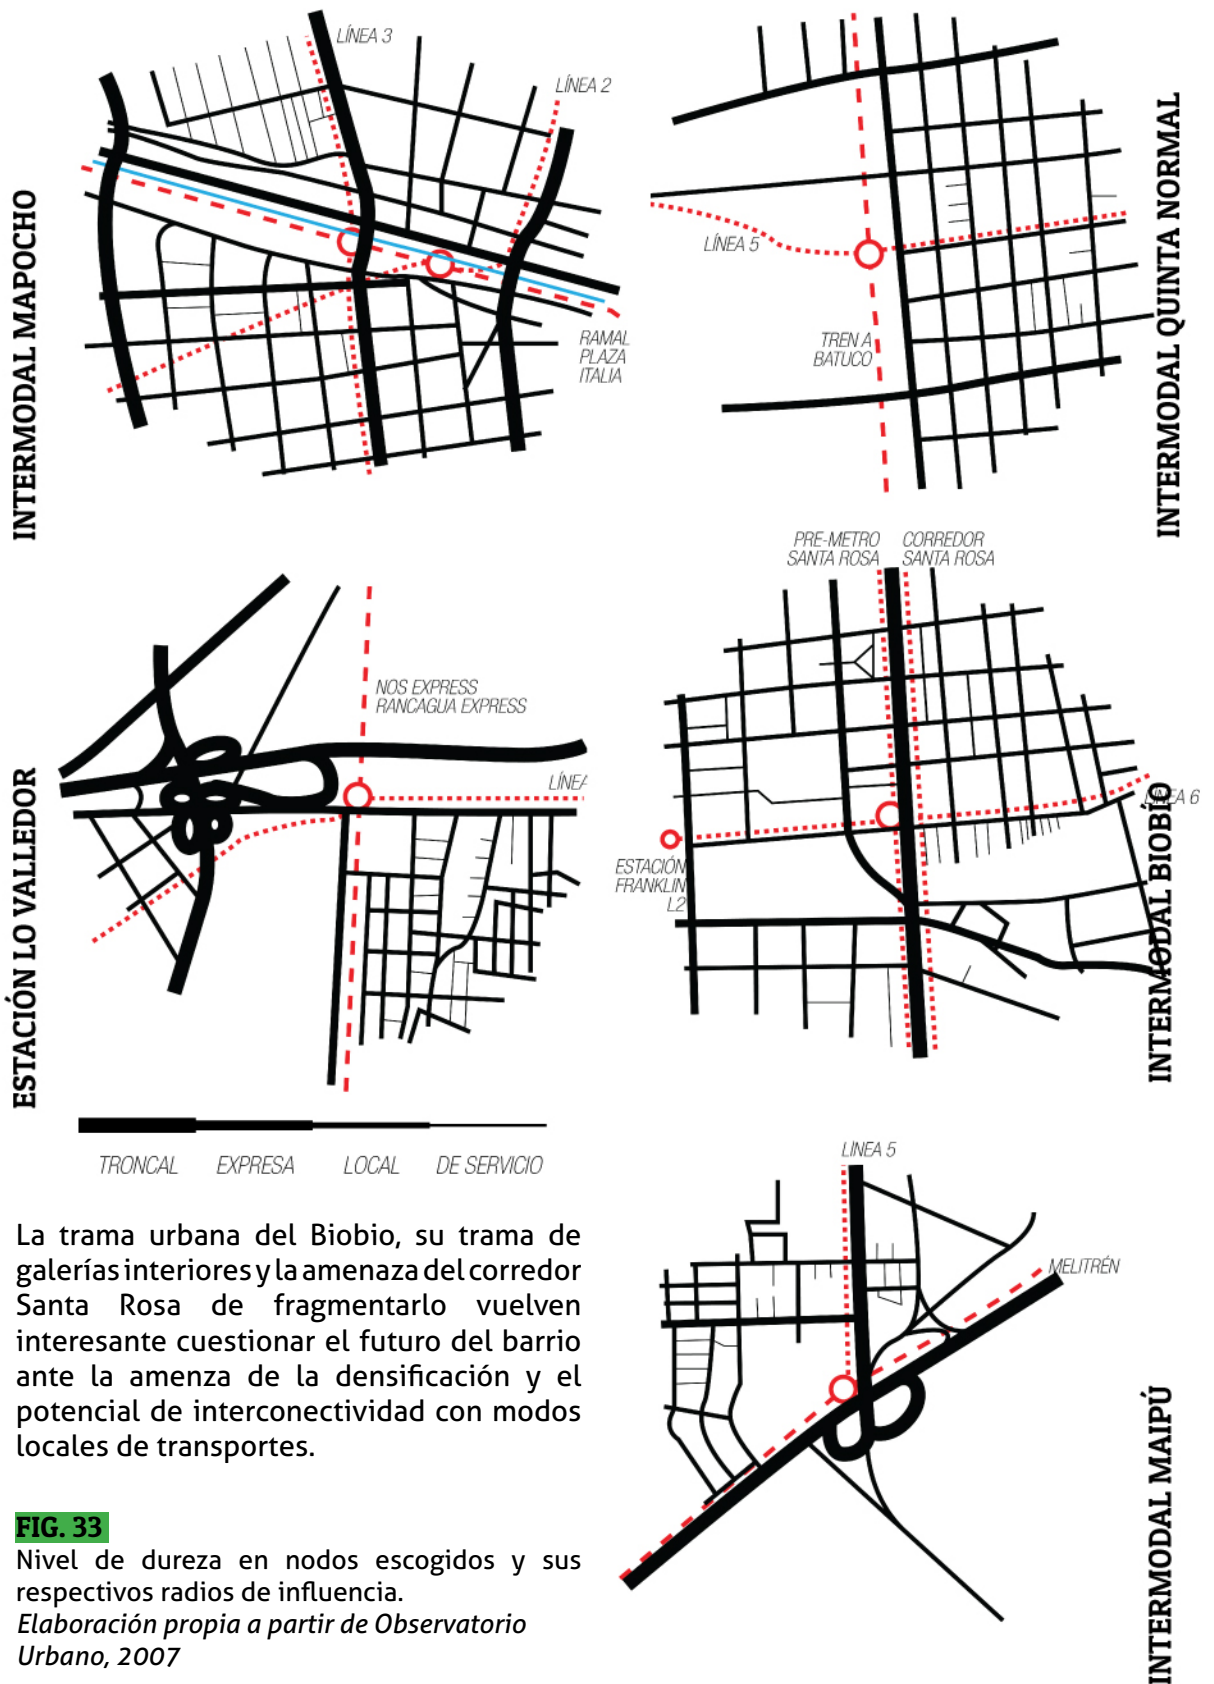 INTERMODAL MAPOCHO
LÍNEA 3
LÍNEA 2
RAMAL
PLAZA
ITALIA
INTERMODAL QUINTA NORMAL
LÍNEA 5
TREN A
BATUCO
ESTACIÓN LO VALLEDOR
NOS EXPRESS
RANCAGUA EXPRESS
LÍNEA
INTERMODAL BIOBÍO
PRE-METRO
SANTA ROSA
CORREDOR
SANTA ROSA
LÍNEA 6
ESTACIÓN
FRANKLIN
L2
TRONCAL EXPRESA LOCAL DE SERVICIO
INTERMODAL MAIPÚ
LINEA 5
MELITRÉN
La trama urbana del Biobio, su trama de
galerías interiores y la amenaza del corredor
Santa Rosa de fragmentarlo vuelven
interesante cuestionar el futuro del barrio
ante la amenza de la densificación y el
potencial de interconectividad con modos
locales de transportes.
FIG. 33
Nivel de dureza en nodos escogidos y sus
respectivos radios de influencia.
Elaboración propia a partir de Observatorio
Urbano, 2007